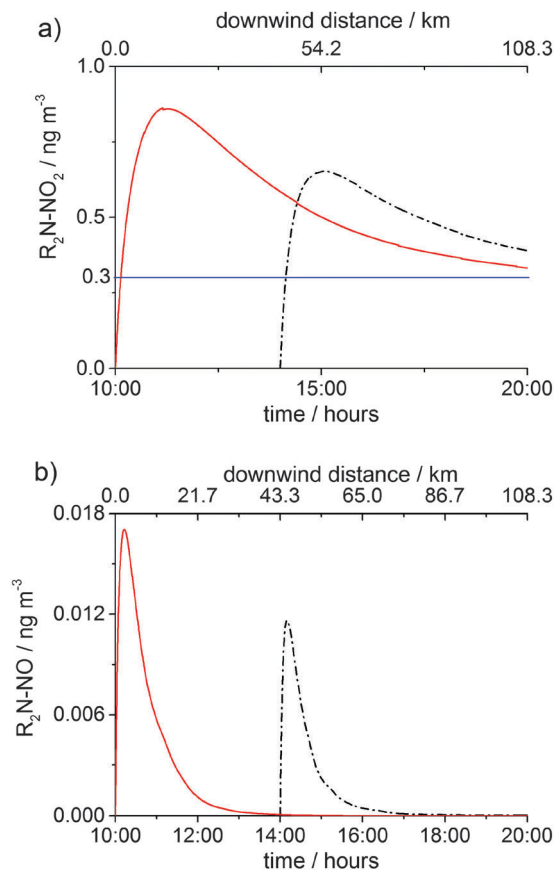 a)
downwind distance / km
0.0 54.2 108.3
R₂N-NO₂ / ng m⁻³
1.0
0.5
0.3
0.0
10:00 15:00 20:00
time / hours
b)
downwind distance / km
0.0 21.7 43.3 65.0 86.7 108.3
R₂N-NO / ng m⁻³
0.018
0.012
0.006
0.000
10:00 12:00 14:00 16:00 18:00 20:00
time / hours